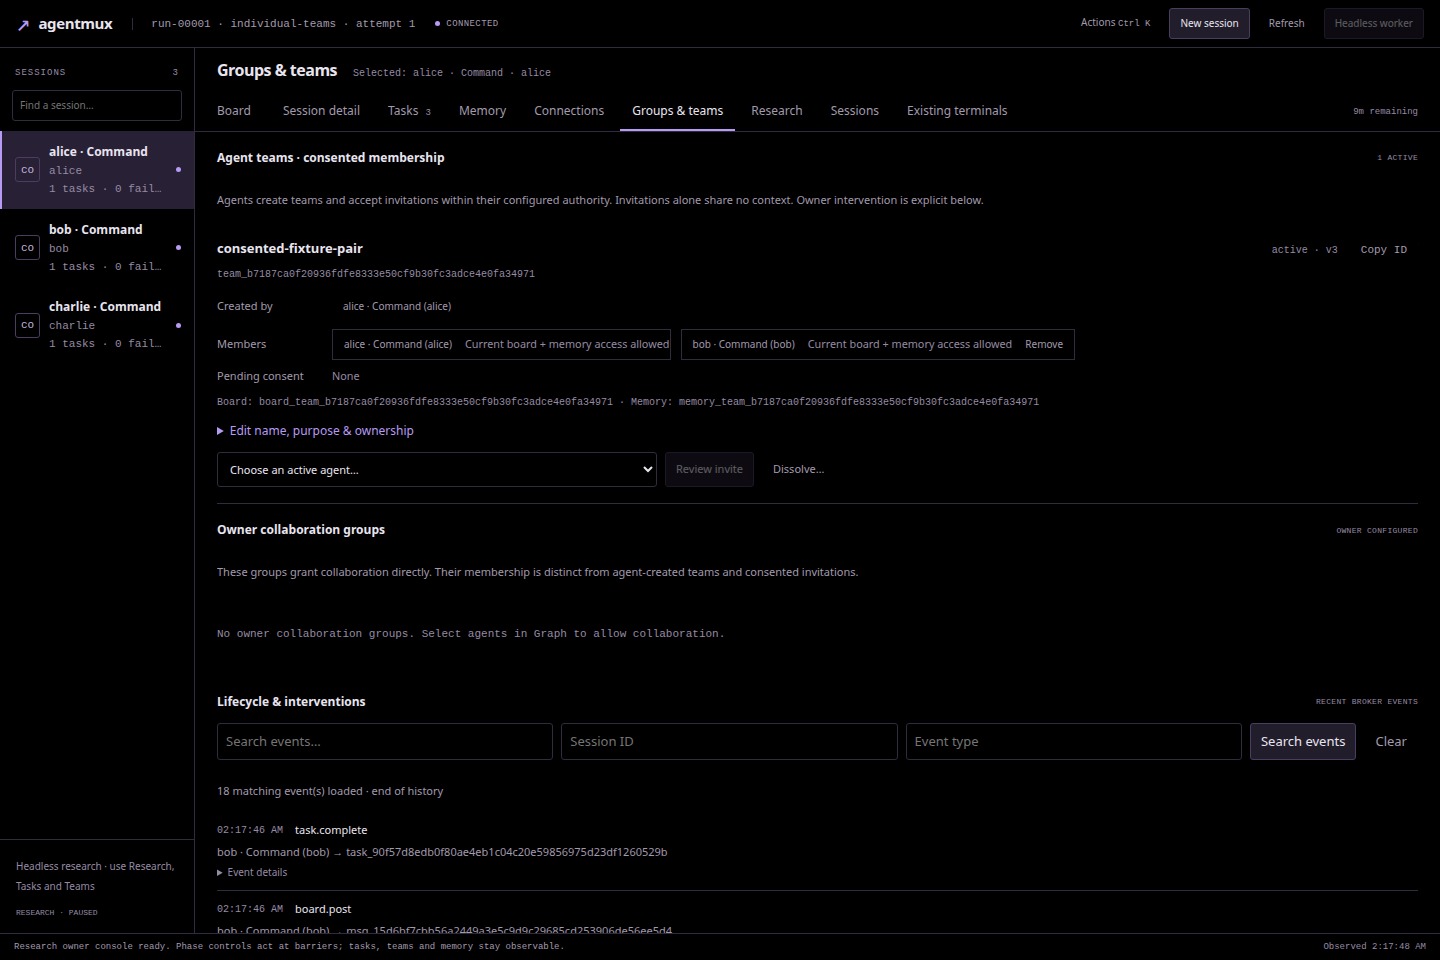 agentmux
run-00001 · individual-teams · attempt 1
CONNECTED
Actions Ctrl K
New session
Refresh
Headless worker
SESSIONS 3
Find a session...
alice · Command
CO
alice
1 tasks · 0 fail…
bob · Command
CO
bob
1 tasks · 0 fail…
charlie · Command
CO
charlie
1 tasks · 0 fail…
Headless research · use Research,
Tasks and Teams
RESEARCH · PAUSED
Groups & teams
Selected: alice · Command · alice
Board
Session detail
Tasks 3
Memory
Connections
Groups & teams
Research
Sessions
Existing terminals
9m remaining
Agent teams · consented membership
1 ACTIVE
Agents create teams and accept invitations within their configured authority. Invitations alone share no context. Owner intervention is explicit below.
consented-fixture-pair
active · v3
Copy ID
team_b7187ca0f20936fdfe8333e50cf9b30fc3adce4e0fa34971
Created by alice · Command (alice)
Members alice · Command (alice) Current board + memory access allowed bob · Command (bob) Current board + memory access allowed Remove
Pending consent None
Board: board_team_b7187ca0f20936fdfe8333e50cf9b30fc3adce4e0fa34971 · Memory: memory_team_b7187ca0f20936fdfe8333e50cf9b30fc3adce4e0fa34971
▶ Edit name, purpose & ownership
Choose an active agent...
Review invite
Dissolve...
Owner collaboration groups
OWNER CONFIGURED
These groups grant collaboration directly. Their membership is distinct from agent-created teams and consented invitations.
No owner collaboration groups. Select agents in Graph to allow collaboration.
Lifecycle & interventions
RECENT BROKER EVENTS
Search events...
Session ID
Event type
Search events
Clear
18 matching event(s) loaded · end of history
02:17:46 AM task.complete
bob · Command (bob) → task_90f57d8edb0f80ae4eb1c04c20e59856975d23df1260529b
▶ Event details
02:17:46 AM board.post
bob · Command (bob) → msg_15d6bf7cbb56a2449a3e5c9d9c29685cd253906de56ee5d4
Research owner console ready. Phase controls act at barriers; tasks, teams and memory stay observable.
Observed 2:17:48 AM